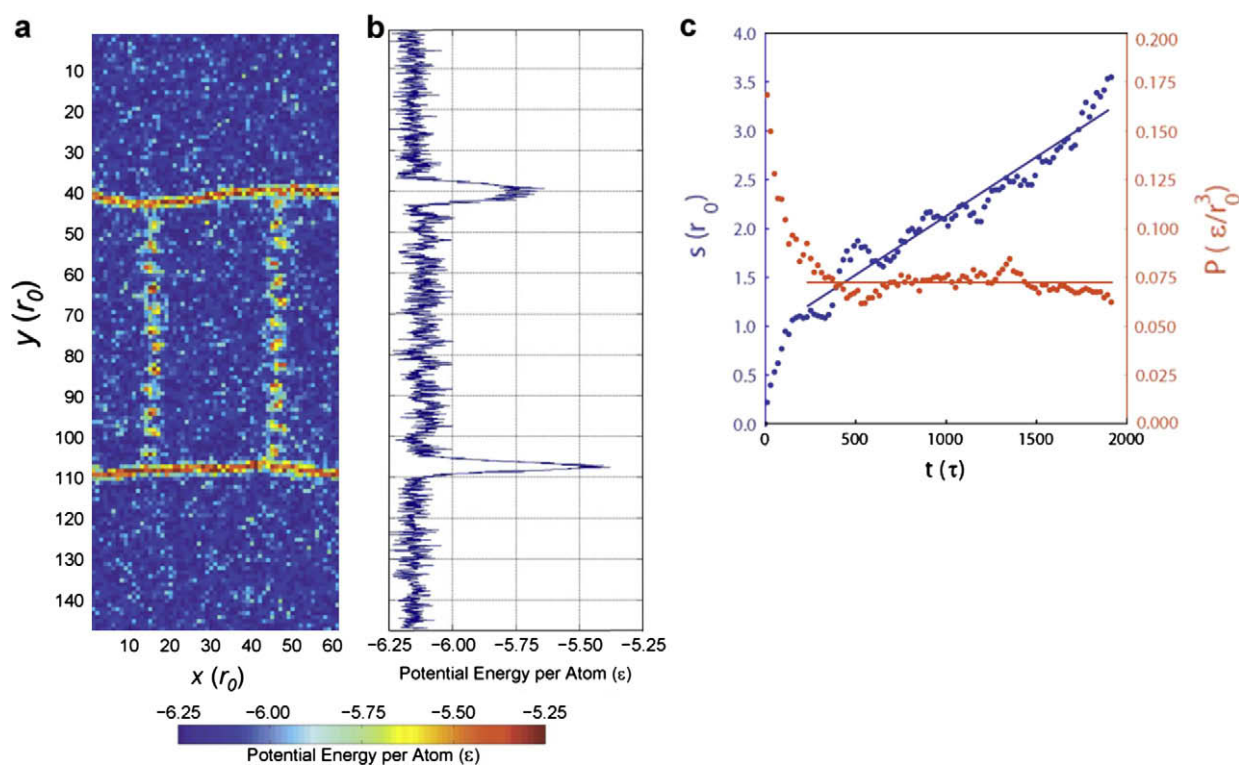 a
10
20
30
40
50
60
70
80
90
100
110
120
130
140
y (r0)
10 20 30 40 50 60
x (r0)
b
−6.25 −6.00 −5.75 −5.50 −5.25
Potential Energy per Atom (ε)
−6.25 −6.00 −5.75 −5.50 −5.25
Potential Energy per Atom (ε)
c
4.0
3.5
3.0
2.5
2.0
1.5
1.0
0.5
0.0
s (r0)
0 500 1000 1500 2000
t (τ)
0.200
0.175
0.150
0.125
0.100
0.075
0.050
0.025
0.000
P ( ε/r0^3)